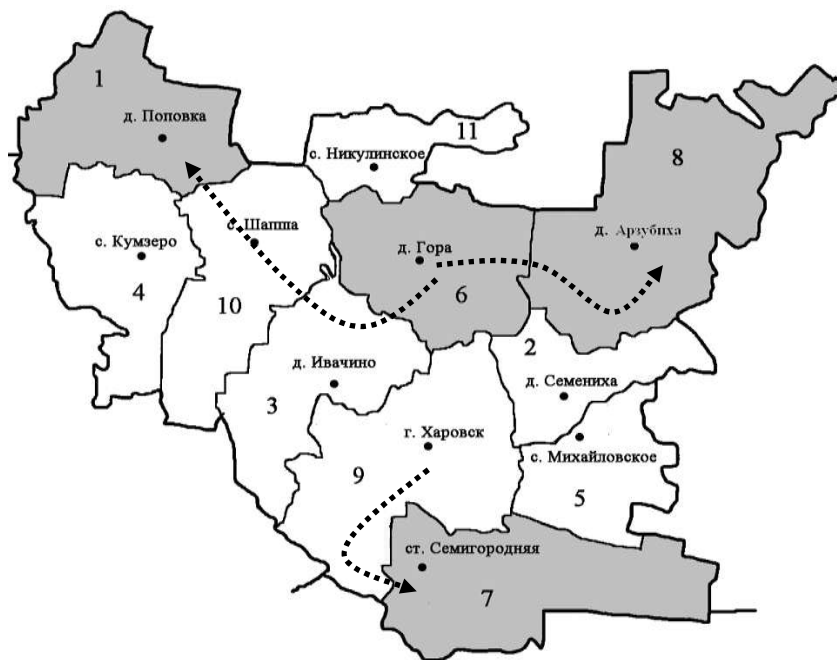 1
д. Поповка
11
с. Никулинское
8
с. Шапша
д. Арзубиха
с. Кумзеро
д. Гора
4
6
10
2
д. Ивачино
д. Семениха
3
г. Харовск
с. Михайловское
9
5
ст. Семигородняя
7